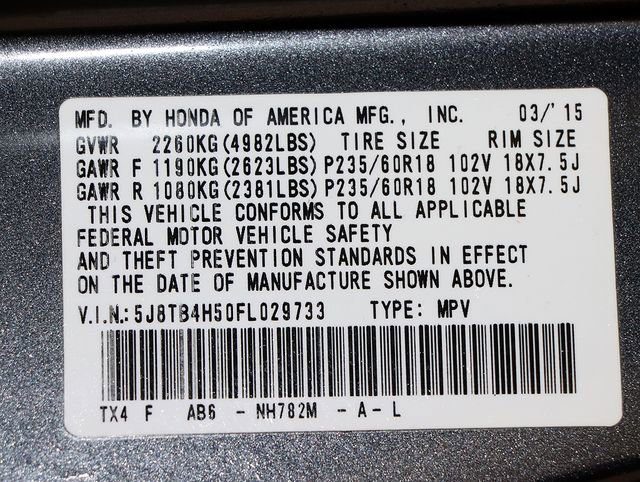 MFD. BY HONDA OF AMERICA MFG., INC. 03/'15
GVWR 2260KG(4982LBS) TIRE SIZE RIM SIZE
GAWR F 1190KG(2623LBS) P235/60R18 102V 18X7.5J
GAWR R 1080KG(2381LBS) P235/60R18 102V 18X7.5J
THIS VEHICLE CONFORMS TO ALL APPLICABLE
FEDERAL MOTOR VEHICLE SAFETY
AND THEFT PREVENTION STANDARDS IN EFFECT
ON THE DATE OF MANUFACTURE SHOWN ABOVE.
V.I.N.: 5J8TB4H50FL029733 TYPE: MPV
TX4 F AB6 - NH782M - A - L